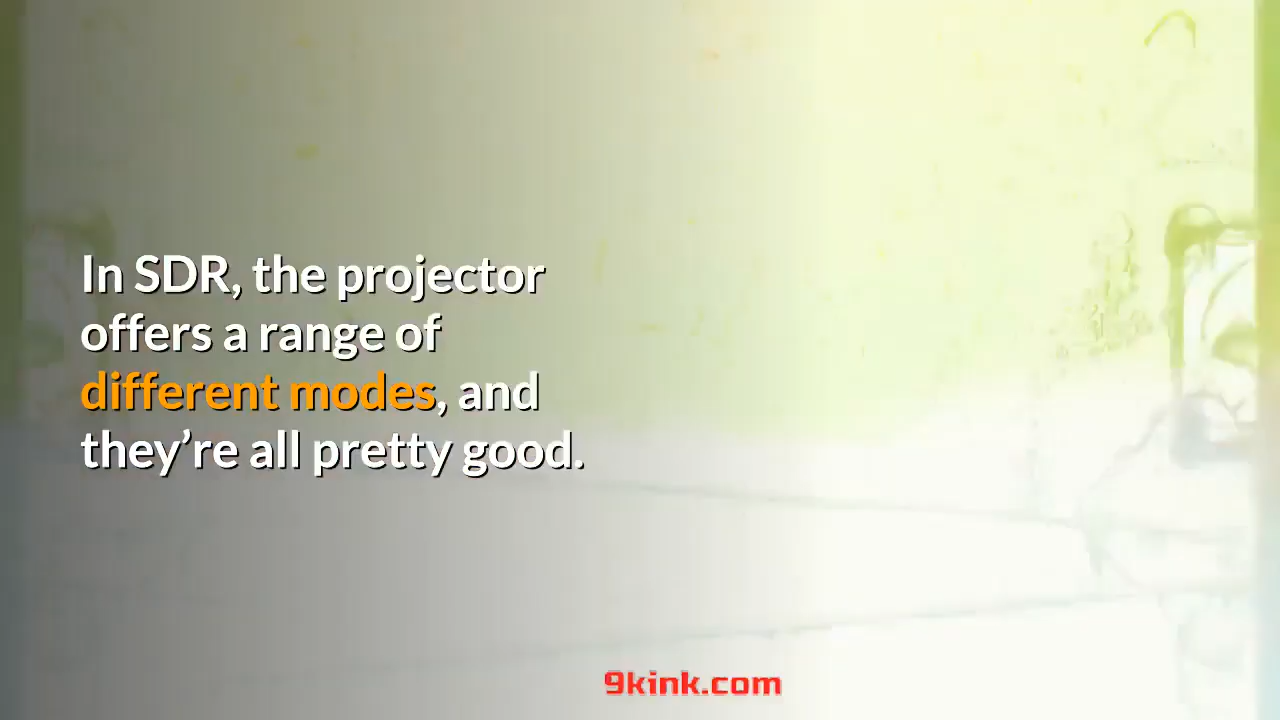 In SDR, the projector
offers a range of
different modes, and
they’re all pretty good.
9kink.com